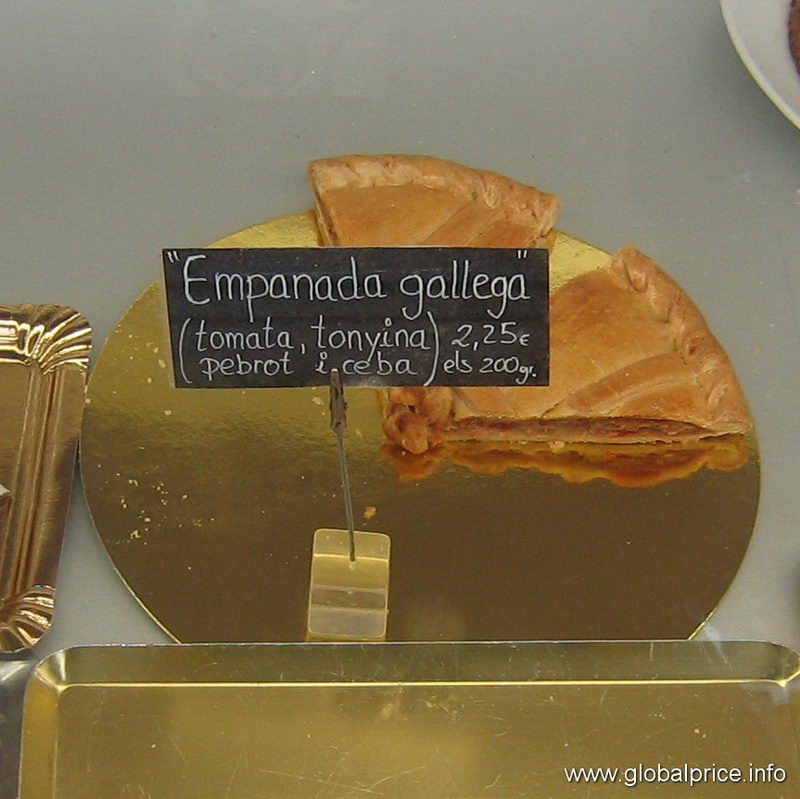 "Empanada gallega"
(tomata, tonyina) 2,25€
pebrot i ceba) els 200gr.
www.globalprice.info